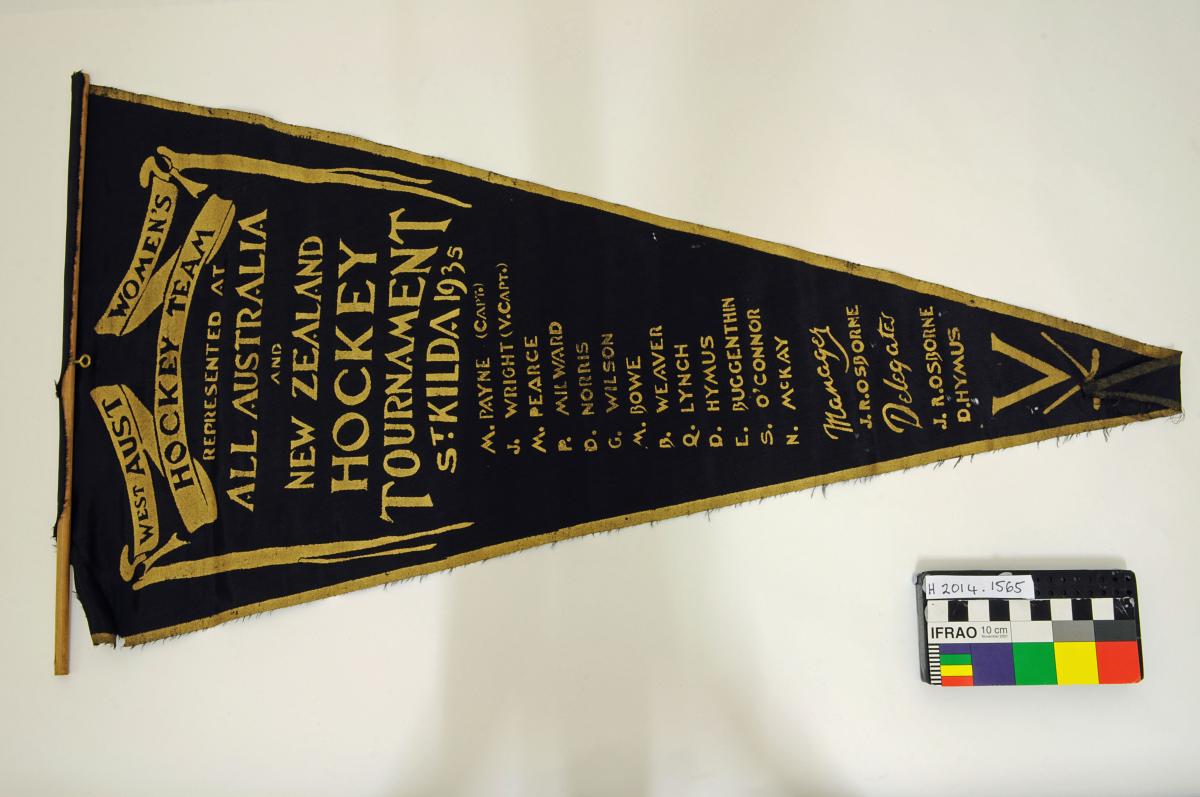 WEST AUST WOMEN'S
HOCKEY TEAM
REPRESENTED AT
ALL AUSTRALIA
AND
NEW ZEALAND
HOCKEY
TOURNAMENT
ST KILDA 1935
M. PAYNE (CAPT.)
J. WRIGHT (V.CAPT.)
M. PEARCE
P. MILWARD
D. NORRIS
G. WILSON
M. BOWE
B. WEAVER
Q. LYNCH
D. HYMUS
E. BUGGENTHIN
S. O'CONNOR
N. McKAY
Manager
J.R.OSBORNE
Delegates
J.R.OSBORNE
D.HYMUS
V
H 2014.1565
IFRAO 10 cm